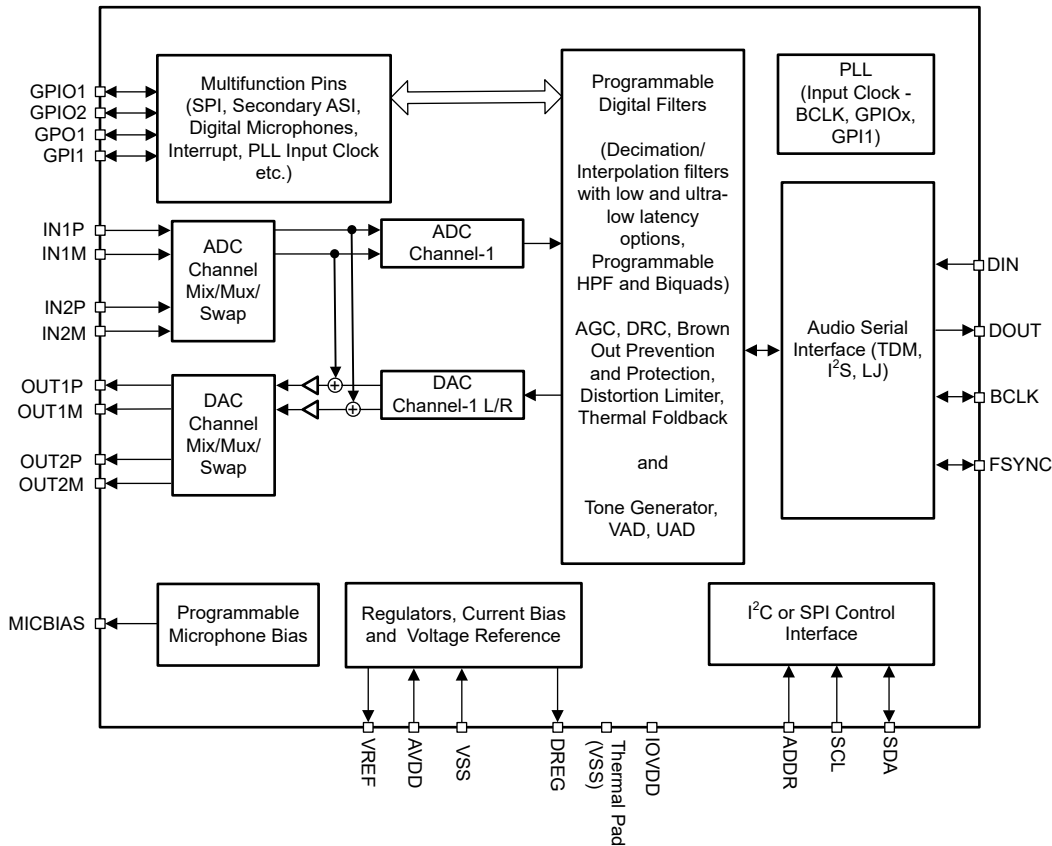 GPIO1
GPIO2
GPO1
GPI1
Multifunction Pins
(SPI, Secondary ASI,
Digital Microphones,
Interrupt, PLL Input Clock
etc.)
IN1P
IN1M
IN2P
IN2M
ADC
Channel
Mix/Mux/
Swap
ADC
Channel-1
OUT1P
OUT1M
OUT2P
OUT2M
DAC
Channel
Mix/Mux/
Swap
+
+
DAC
Channel-1 L/R
Programmable
Digital Filters
(Decimation/
Interpolation filters
with low and ultra-
low latency
options,
Programmable
HPF and Biquads)
AGC, DRC, Brown
Out Prevention
and Protection,
Distortion Limiter,
Thermal Foldback
and
Tone Generator,
VAD, UAD
PLL
(Input Clock -
BCLK, GPIOx,
GPI1)
Audio Serial
Interface (TDM,
I²S, LJ)
DIN
DOUT
BCLK
FSYNC
MICBIAS
Programmable
Microphone Bias
Regulators, Current Bias
and Voltage Reference
I²C or SPI Control
Interface
VREF
AVDD
VSS
DREG
Thermal Pad
(VSS)
IOVDD
ADDR
SCL
SDA